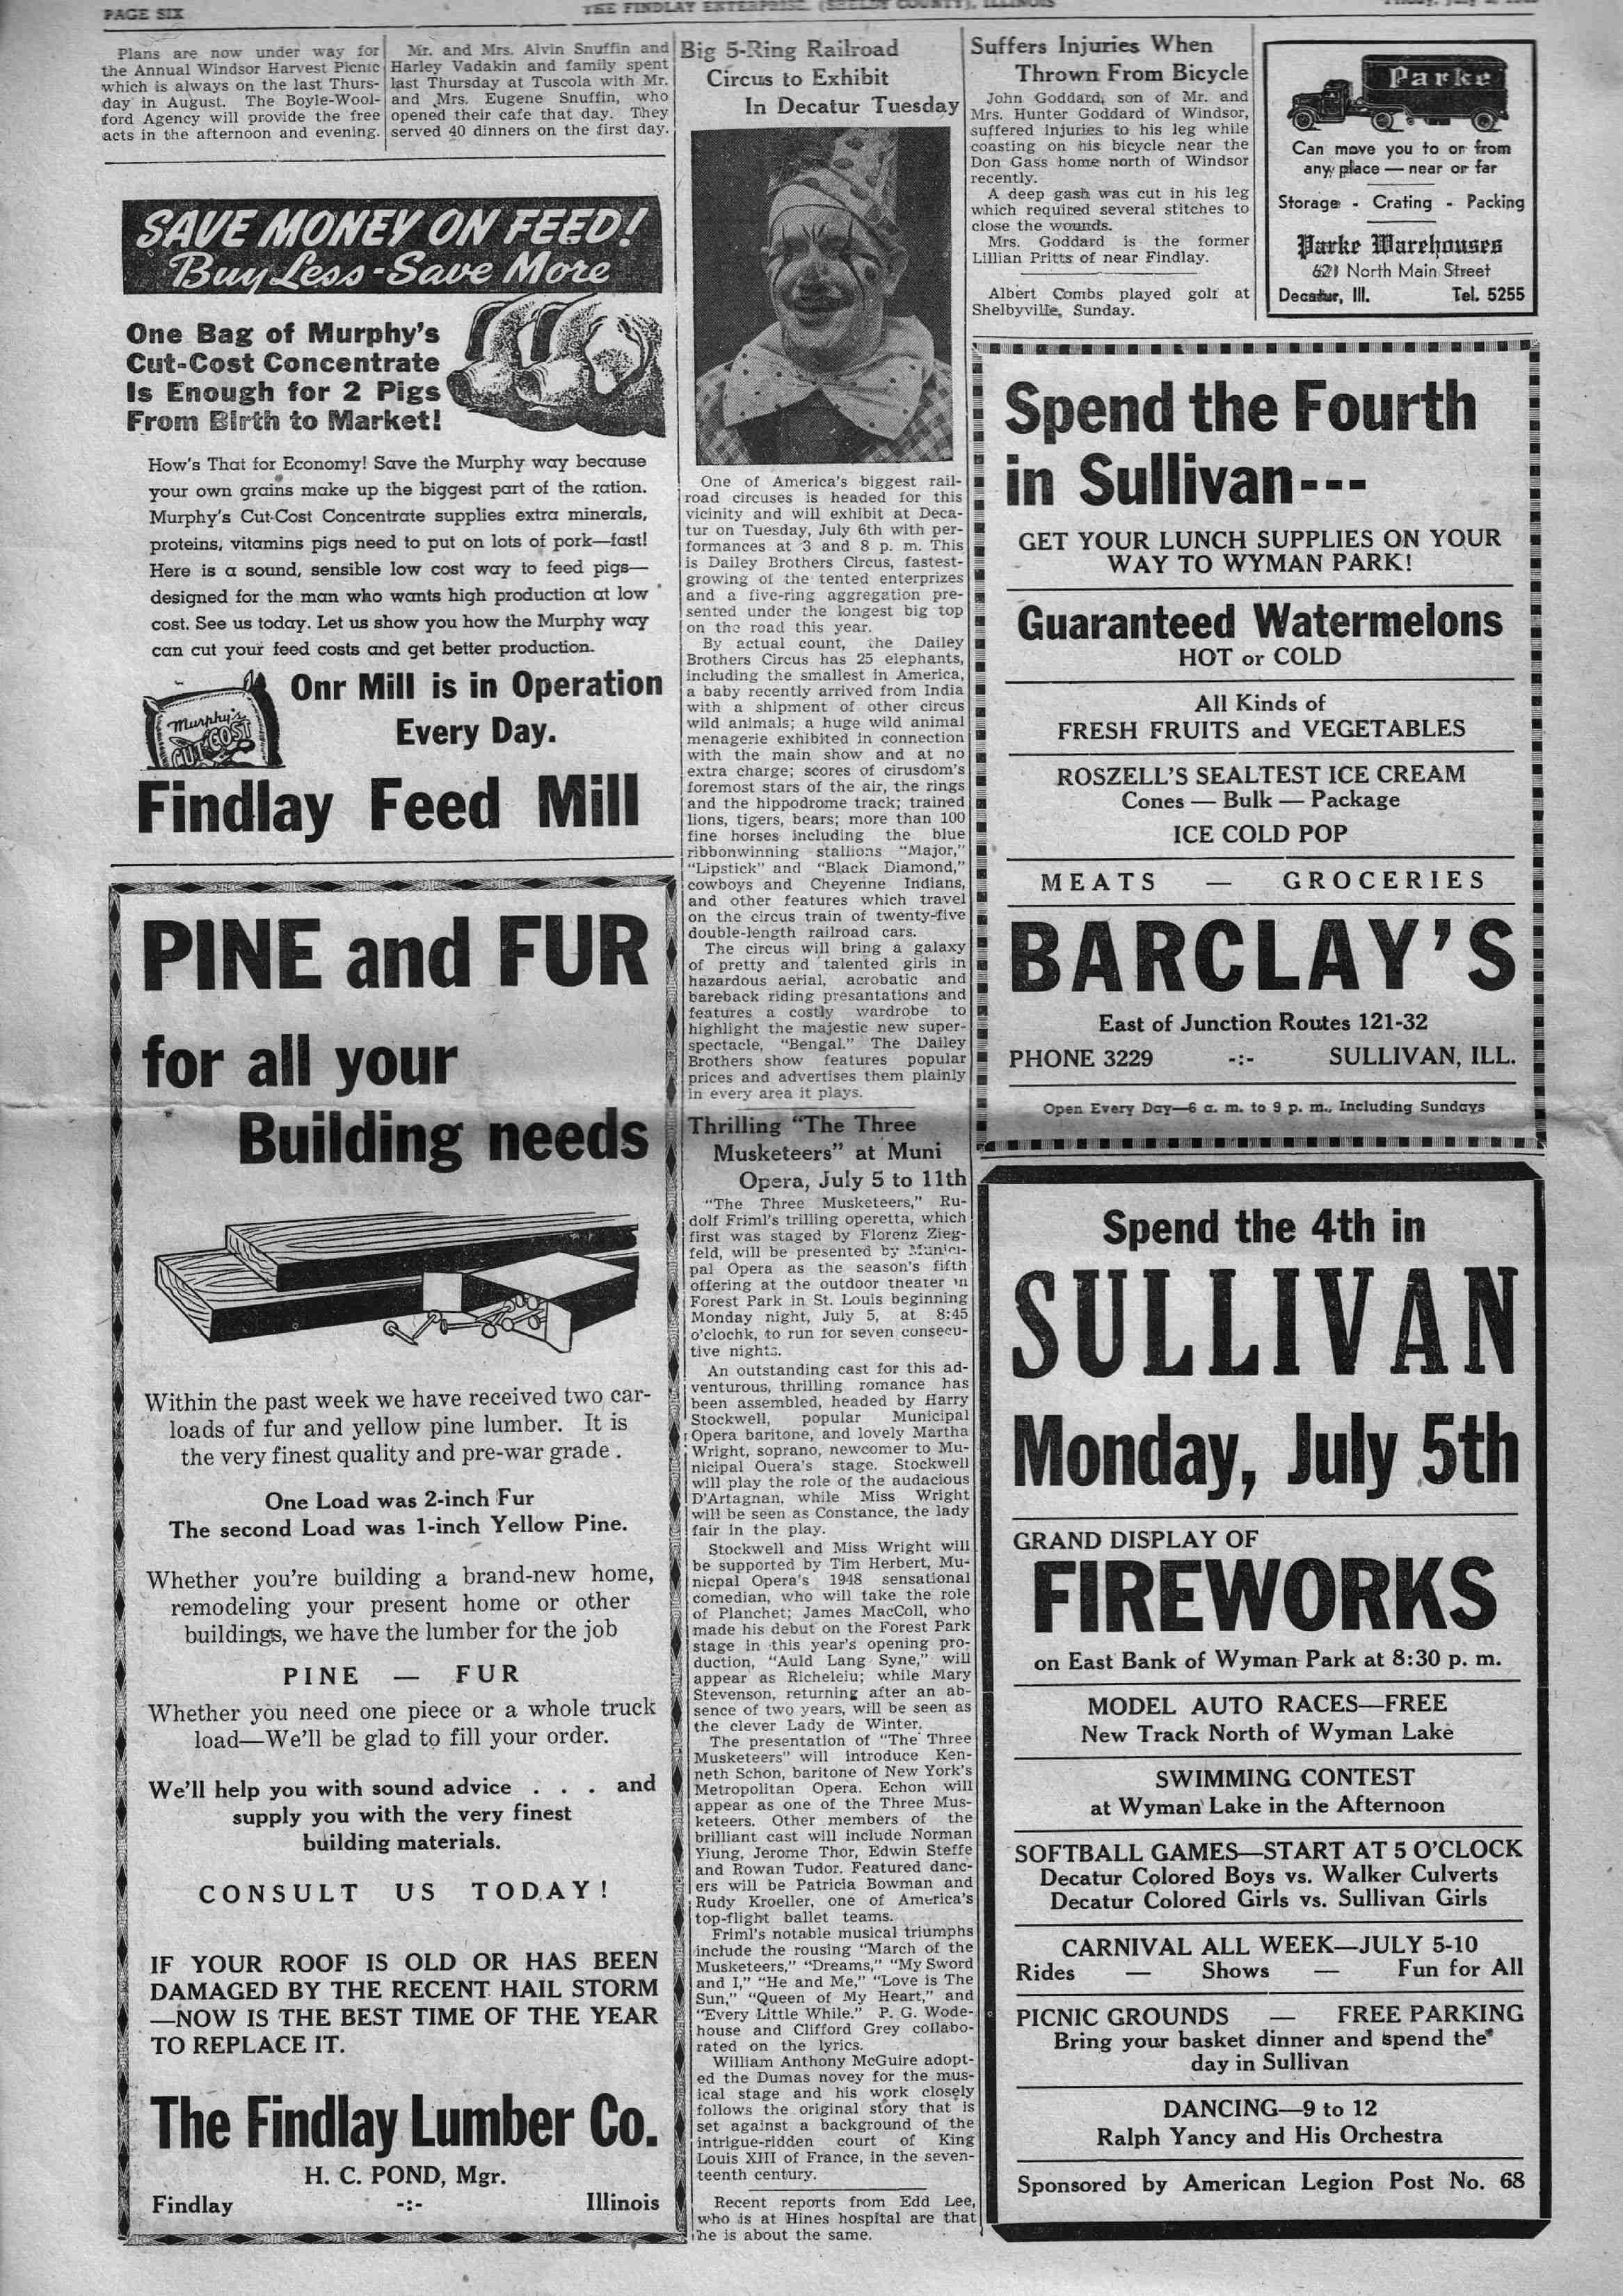 PAGE SIX
THE FINDLAY ENTERPRISE, (SHELBY COUNTY), ILLINOIS
Plans are now under way for
the Annual Windsor Harvest Picnic
which is always on the last Thurs-
day in August. The Boyle-Wool-
ford Agency will provide the free
acts in the afternoon and evening.
Mr. and Mrs. Alvin Snuffin and
Harley Vadakin and family spent
last Thursday at Tuscola with Mr.
and Mrs. Eugene Snuffin, who
opened their cafe that day. They
served 40 dinners on the first day.
SAVE MONEY ON FEED!
Buy Less-Save More
One Bag of Murphy's
Cut-Cost Concentrate
Is Enough for 2 Pigs
From Birth to Market!
How's That for Economy! Save the Murphy way because
your own grains make up the biggest part of the ration.
Murphy's Cut-Cost Concentrate supplies extra minerals,
proteins, vitamins pigs need to put on lots of pork—fast!
Here is a sound, sensible low cost way to feed pigs—
designed for the man who wants high production at low
cost. See us today. Let us show you how the Murphy way
can cut your feed costs and get better production.
Murphy's
CUT-COST
Onr Mill is in Operation
Every Day.
Findlay Feed Mill
PINE and FUR
for all your
Building needs
Within the past week we have received two car-
loads of fur and yellow pine lumber. It is
the very finest quality and pre-war grade.
One Load was 2-inch Fur
The second Load was 1-inch Yellow Pine.
Whether you're building a brand-new home,
remodeling your present home or other
buildings, we have the lumber for the job
PINE — FUR
Whether you need one piece or a whole truck
load—We'll be glad to fill your order.
We'll help you with sound advice . . . and
supply you with the very finest
building materials.
CONSULT US TODAY!
IF YOUR ROOF IS OLD OR HAS BEEN
DAMAGED BY THE RECENT HAIL STORM
—NOW IS THE BEST TIME OF THE YEAR
TO REPLACE IT.
The Findlay Lumber Co.
H. C. POND, Mgr.
Findlay -:- Illinois
Big 5-Ring Railroad
Circus to Exhibit
In Decatur Tuesday
One of America's biggest rail-
road circuses is headed for this
vicinity and will exhibit at Deca-
tur on Tuesday, July 6th with per-
formances at 3 and 8 p. m. This
is Dailey Brothers Circus, fastest-
growing of the tented enterprizes
and a five-ring aggregation pre-
sented under the longest big top
on the road this year.
By actual count, the Dailey
Brothers Circus has 25 elephants,
including the smallest in America,
a baby recently arrived from India
with a shipment of other circus
wild animals; a huge wild animal
menagerie exhibited in connection
with the main show and at no
extra charge; scores of cirusdom's
foremost stars of the air, the rings
and the hippodrome track; trained
lions, tigers, bears; more than 100
fine horses including the blue
ribbonwinning stallions "Major,"
"Lipstick" and "Black Diamond,"
cowboys and Cheyenne Indians,
and other features which travel
on the circus train of twenty-five
double-length railroad cars.
The circus will bring a galaxy
of pretty and talented girls in
hazardous aerial, acrobatic and
bareback riding presantations and
features a costly wardrobe to
highlight the majestic new super-
spectacle, "Bengal." The Dailey
Brothers show features popular
prices and advertises them plainly
in every area it plays.
Thrilling "The Three
Musketeers" at Muni
Opera, July 5 to 11th
"The Three Musketeers," Ru-
dolf Friml's trilling operetta, which
first was staged by Florenz Zieg-
feld, will be presented by Munici-
pal Opera as the season's fifth
offering at the outdoor theater in
Forest Park in St. Louis beginning
Monday night, July 5, at 8:45
o'clochk, to run for seven consecu-
tive nights.
An outstanding cast for this ad-
venturous, thrilling romance has
been assembled, headed by Harry
Stockwell, popular Municipal
Opera baritone, and lovely Martha
Wright, soprano, newcomer to Mu-
nicipal Ouera's stage. Stockwell
will play the role of the audacious
D'Artagnan, while Miss Wright
will be seen as Constance, the lady
fair in the play.
Stockwell and Miss Wright will
be supported by Tim Herbert, Mu-
nicpal Opera's 1948 sensational
comedian, who will take the role
of Planchet; James MacColl, who
made his debut on the Forest Park
stage in this year's opening pro-
duction, "Auld Lang Syne," will
appear as Richeleiu; while Mary
Stevenson, returning after an ab-
sence of two years, will be seen as
the clever Lady de Winter.
The presentation of "The Three
Musketeers" will introduce Ken-
neth Schon, baritone of New York's
Metropolitan Opera. Echon will
appear as one of the Three Mus-
keteers. Other members of the
brilliant cast will include Norman
Yiung, Jerome Thor, Edwin Steffe
and Rowan Tudor. Featured danc-
ers will be Patricia Bowman and
Rudy Kroeller, one of America's
top-flight ballet teams.
Friml's notable musical triumphs
include the rousing "March of the
Musketeers," "Dreams," "My Sword
and I," "He and Me," "Love is The
Sun," "Queen of My Heart," and
"Every Little While." P. G. Wode-
house and Clifford Grey collabo-
rated on the lyrics.
William Anthony McGuire adopt-
ed the Dumas novey for the mus-
ical stage and his work closely
follows the original story that is
set against a background of the
intrigue-ridden court of King
Louis XIII of France, in the seven-
teenth century.
Recent reports from Edd Lee,
who is at Hines hospital are that
he is about the same.
Suffers Injuries When
Thrown From Bicycle
John Goddard, son of Mr. and
Mrs. Hunter Goddard of Windsor,
suffered injuries to his leg while
coasting on his bicycle near the
Don Gass home north of Windsor
recently.
A deep gash was cut in his leg
which required several stitches to
close the wounds.
Mrs. Goddard is the former
Lillian Pritts of near Findlay.
Albert Combs played golf at
Shelbyville, Sunday.
Parke
Can move you to or from
any place — near or far
Storage - Crating - Packing
Parke Warehouses
621 North Main Street
Decatur, Ill. Tel. 5255
Spend the Fourth
in Sullivan---
GET YOUR LUNCH SUPPLIES ON YOUR
WAY TO WYMAN PARK!
Guaranteed Watermelons
HOT or COLD
All Kinds of
FRESH FRUITS and VEGETABLES
ROSZELL'S SEALTEST ICE CREAM
Cones — Bulk — Package
ICE COLD POP
MEATS — GROCERIES
BARCLAY'S
East of Junction Routes 121-32
PHONE 3229 -:- SULLIVAN, ILL.
Open Every Day—6 a. m. to 9 p. m., Including Sundays
Spend the 4th in
SULLIVAN
Monday, July 5th
GRAND DISPLAY OF
FIREWORKS
on East Bank of Wyman Park at 8:30 p. m.
MODEL AUTO RACES—FREE
New Track North of Wyman Lake
SWIMMING CONTEST
at Wyman Lake in the Afternoon
SOFTBALL GAMES—START AT 5 O'CLOCK
Decatur Colored Boys vs. Walker Culverts
Decatur Colored Girls vs. Sullivan Girls
CARNIVAL ALL WEEK—JULY 5-10
Rides — Shows — Fun for All
PICNIC GROUNDS — FREE PARKING
Bring your basket dinner and spend the
day in Sullivan
DANCING—9 to 12
Ralph Yancy and His Orchestra
Sponsored by American Legion Post No. 68